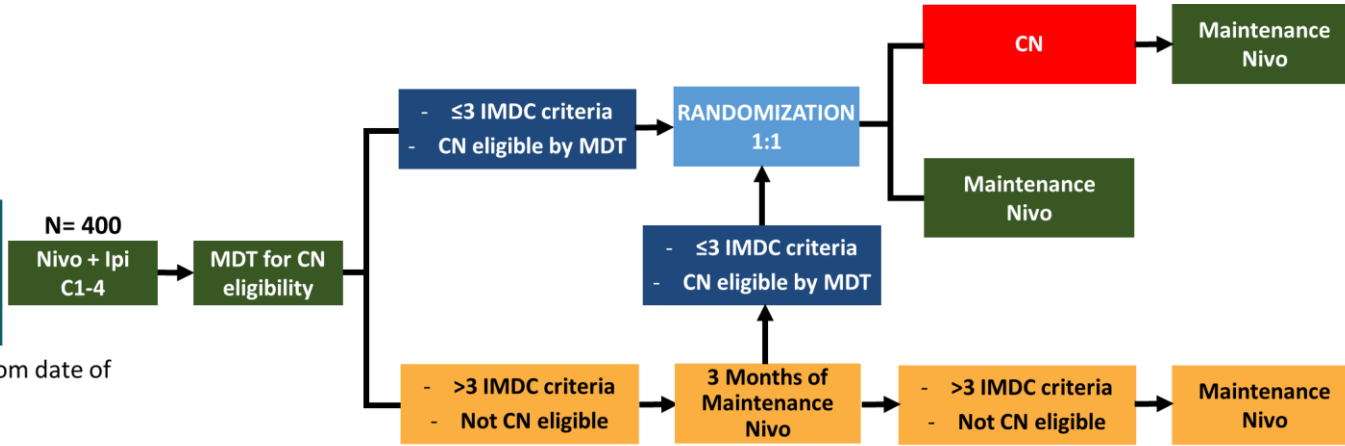 N= 400
Nivo + Ipi
C1-4
MDT for CN
eligibility
- ≤3 IMDC criteria
- CN eligible by MDT
RANDOMIZATION
1:1
CN
Maintenance
Nivo
Maintenance
Nivo
- ≤3 IMDC criteria
- CN eligible by MDT
- >3 IMDC criteria
- Not CN eligible
3 Months of
Maintenance
Nivo
- >3 IMDC criteria
- Not CN eligible
Maintenance
Nivo
om date of